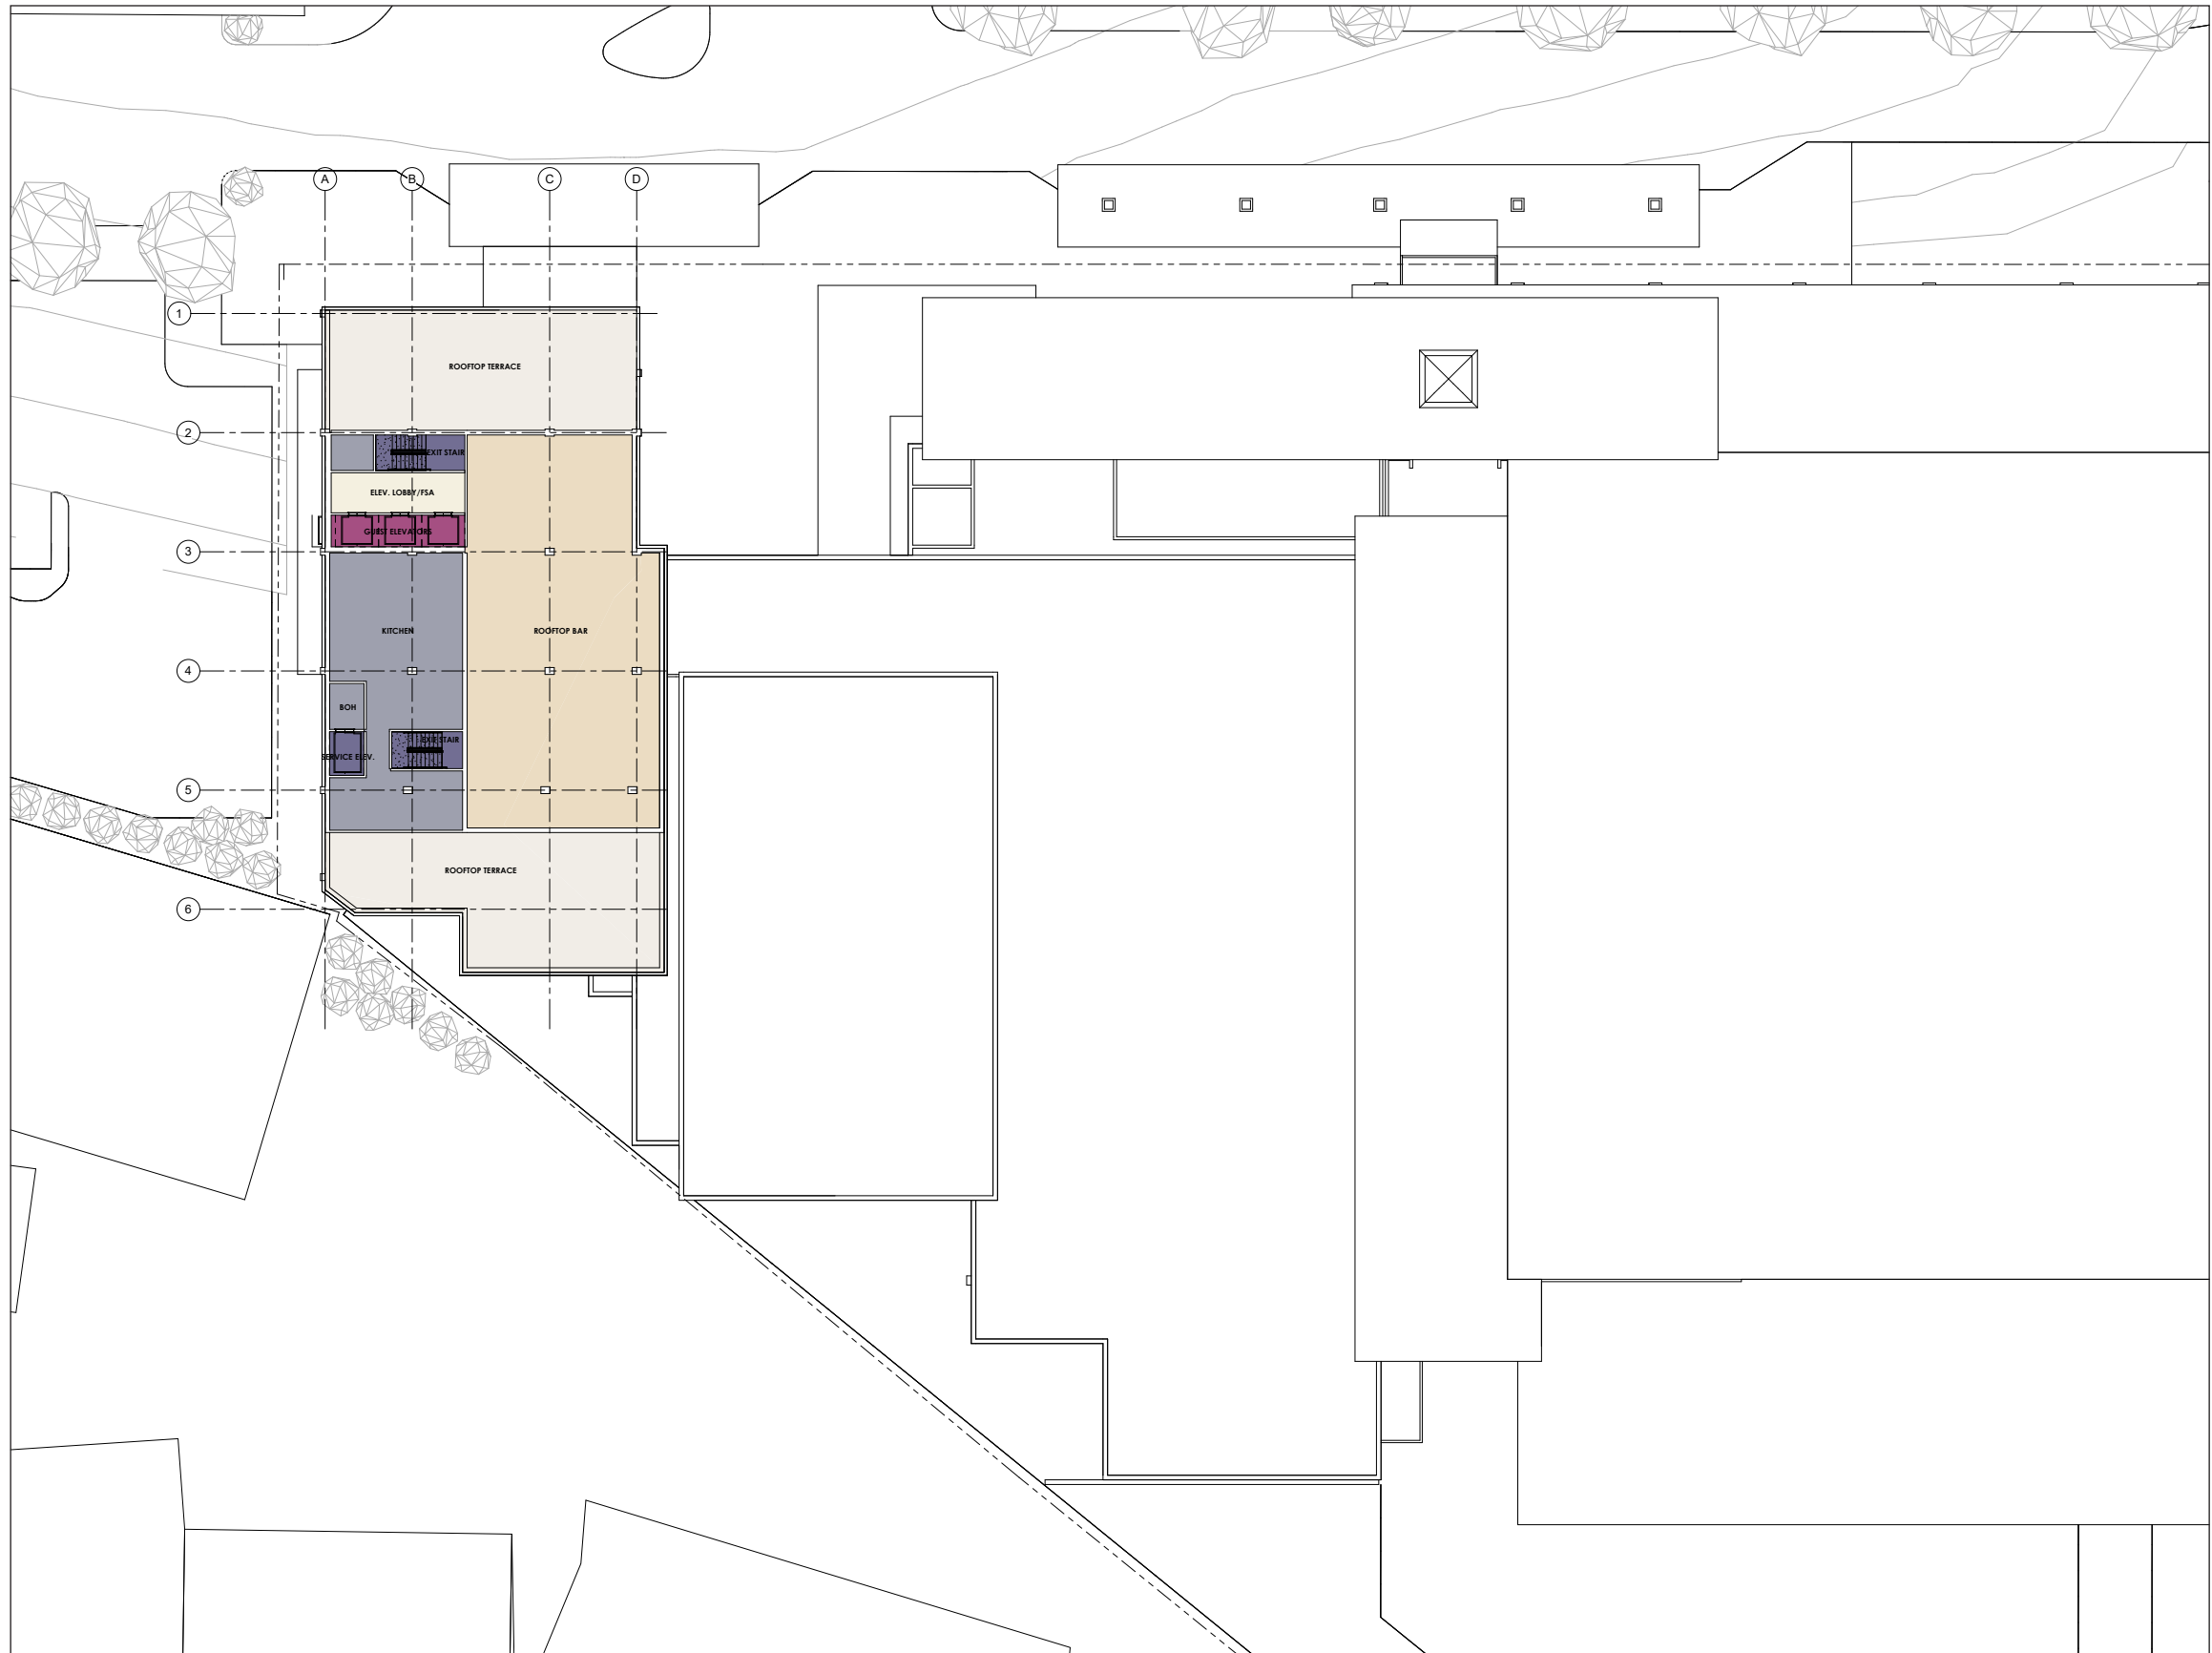 A
B
C
D
1
ROOFTOP TERRACE
2
EXIT STAIR
ELEV. LOBBY/FSA
GUEST ELEVATORS
3
KITCHEN
ROOFTOP BAR
4
BOH
EXIT STAIR
SERVICE ELEV.
5
ROOFTOP TERRACE
6